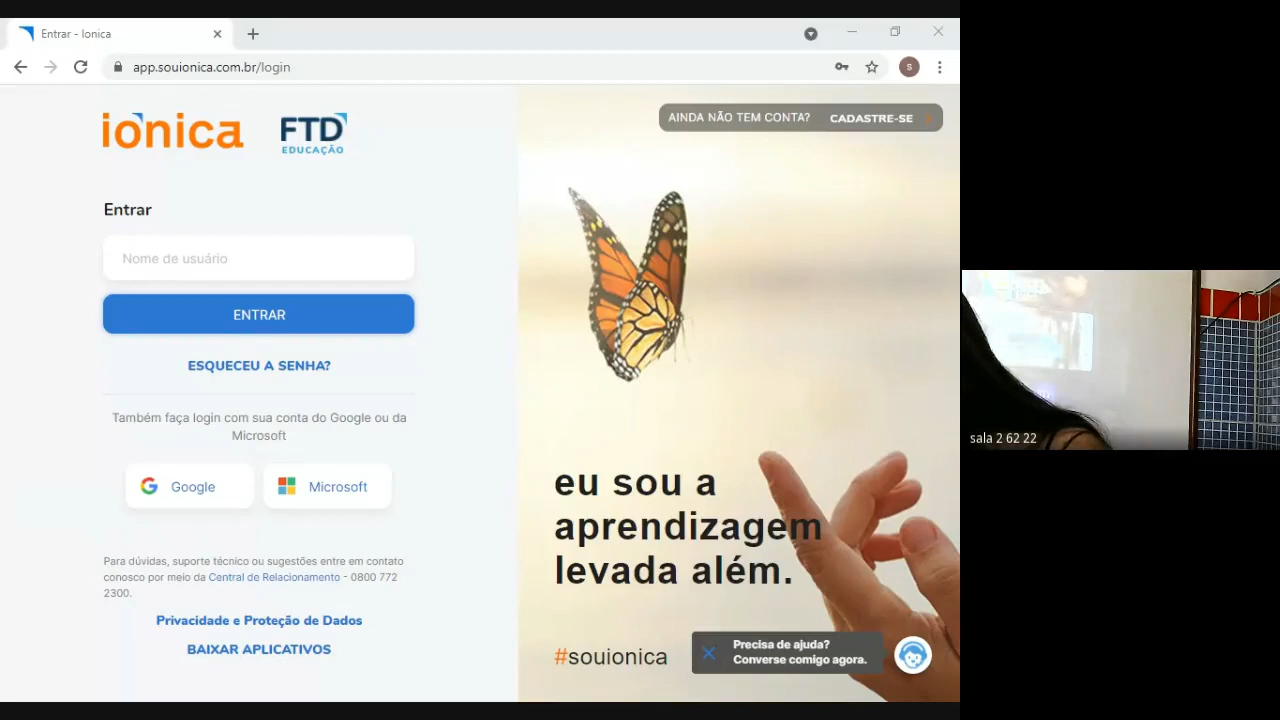 Entrar - Ionica
app.souionica.com.br/login
S
ionica
FTD
EDUCAÇÃO
AINDA NÃO TEM CONTA? CADASTRE-SE
Entrar
Nome de usuário
ENTRAR
ESQUECEU A SENHA?
Também faça login com sua conta do Google ou da
Microsoft
Google
Microsoft
Para dúvidas, suporte técnico ou sugestões entre em contato
conosco por meio da Central de Relacionamento - 0800 772
2300.
Privacidade e Proteção de Dados
BAIXAR APLICATIVOS
eu sou a
aprendizagem
levada além.
#souionica
Precisa de ajuda?
Converse comigo agora.
sala 2 62 22